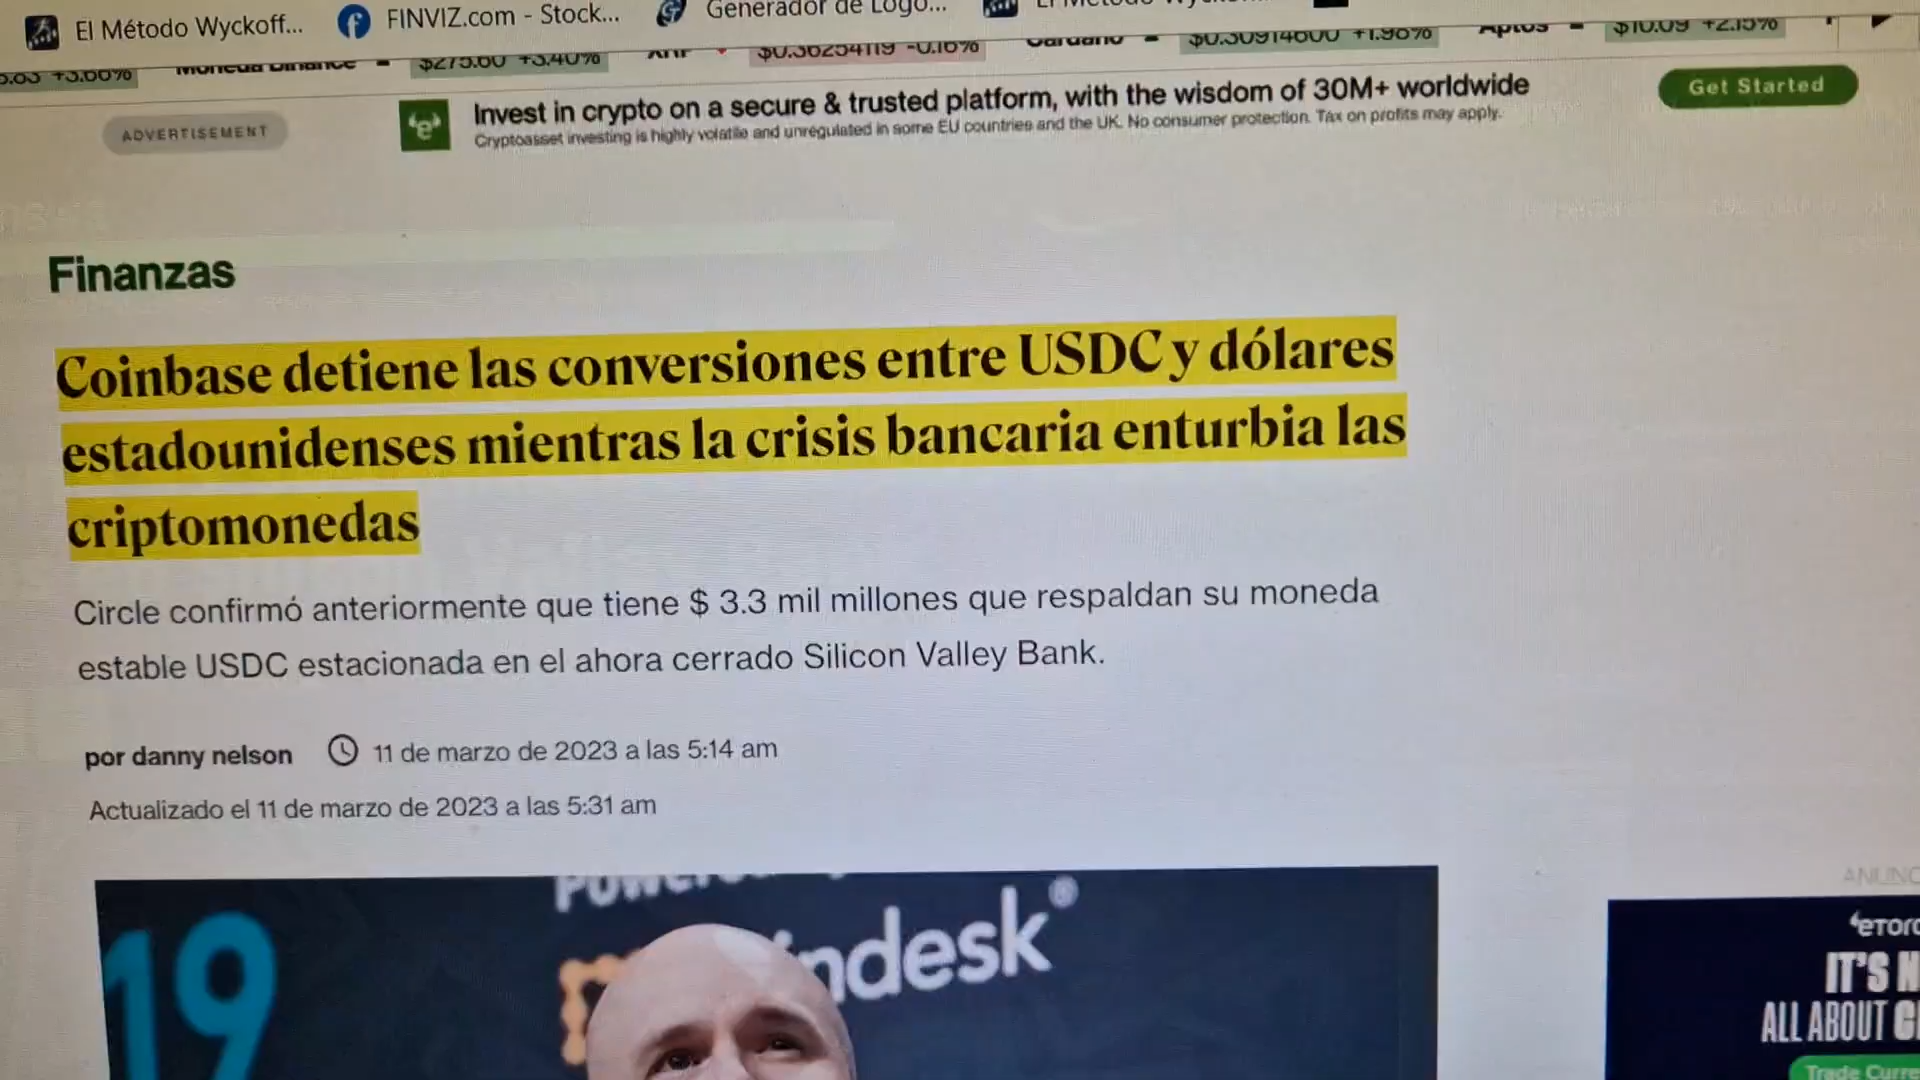 El Método Wyckoff...
FINVIZ.com - Stock...
Generador de Logo...
Moneda Binance $275.60 +3.40%
$0.36254119 -0.16%
Cardano $0.30914600 +1.98%
Aptos $10.09 +2.15%
ADVERTISEMENT
Invest in crypto on a secure & trusted platform, with the wisdom of 30M+ worldwide
Cryptoasset investing is highly volatile and unregulated in some EU countries and the UK. No consumer protection. Tax on profits may apply.
Get Started
Finanzas
Coinbase detiene las conversiones entre USDC y dólares
estadounidenses mientras la crisis bancaria enturbia las
criptomonedas
Circle confirmó anteriormente que tiene $ 3.3 mil millones que respaldan su moneda
estable USDC estacionada en el ahora cerrado Silicon Valley Bank.
por danny nelson 11 de marzo de 2023 a las 5:14 am
Actualizado el 11 de marzo de 2023 a las 5:31 am
19
ndesk®
eTORO
IT'S N
ALL ABOUT
Trade Curre